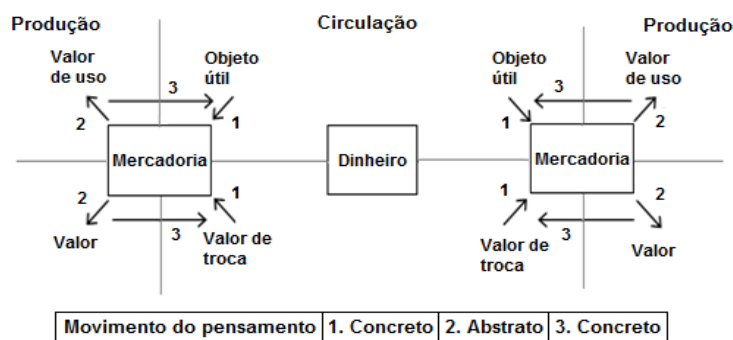 Produção
Circulação
Produção
Valor
de uso
3
Objeto
útil
2
1
Mercadoria
2
1
Valor
3
Valor de
troca
Dinheiro
Objeto
útil
3
Valor
de uso
1
2
Mercadoria
1
2
Valor de
troca
3
Valor
Movimento do pensamento 1. Concreto 2. Abstrato 3. Concreto